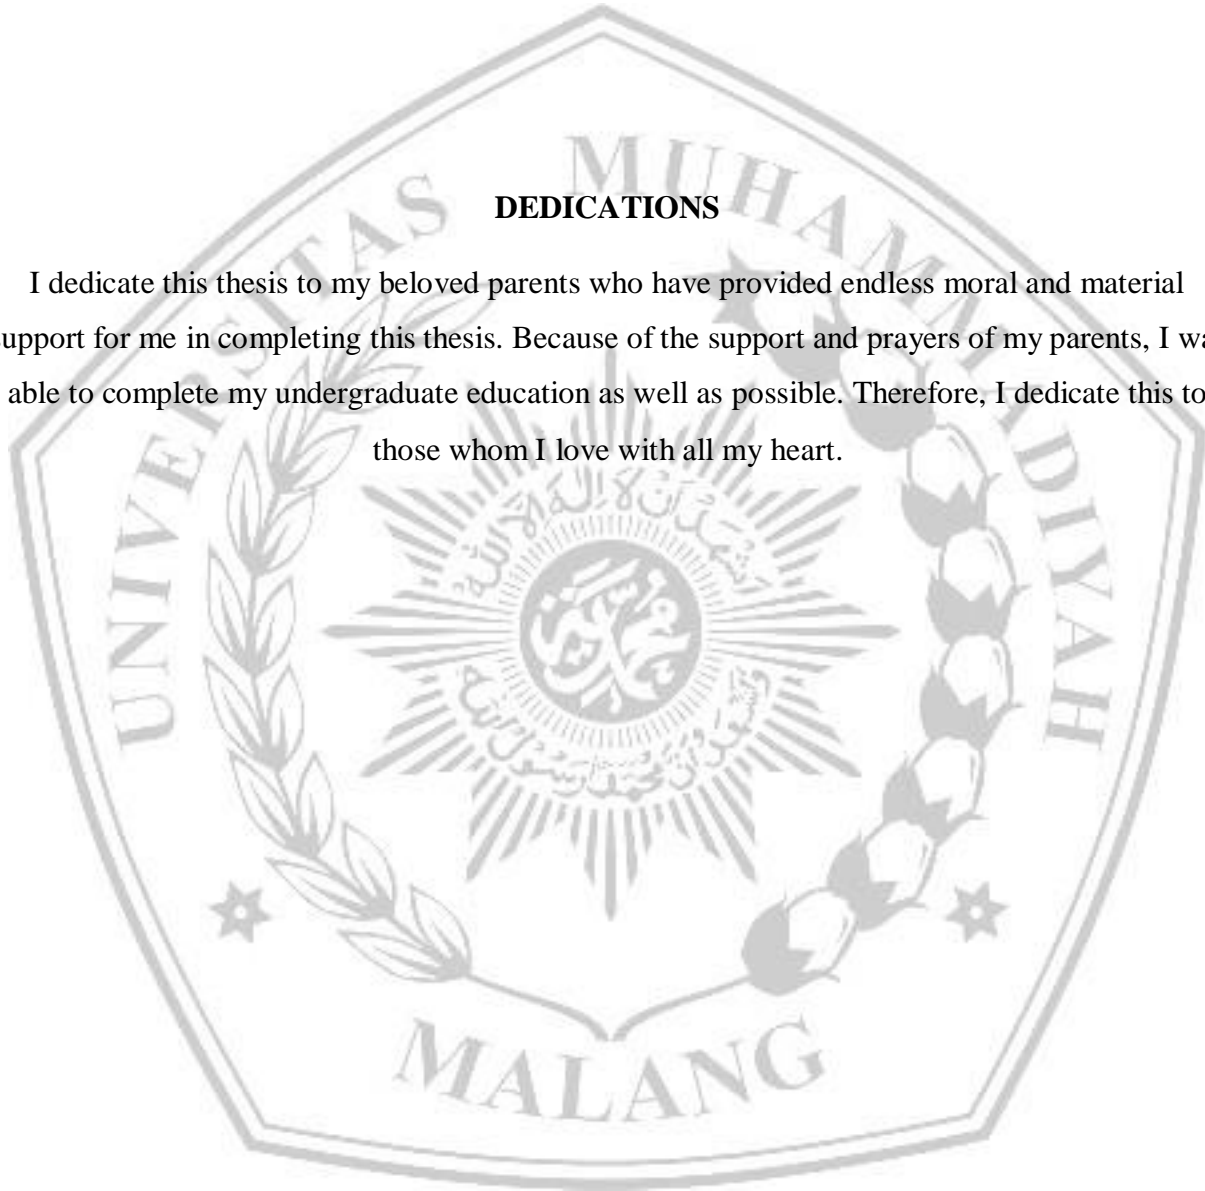 UNIVERSITAS MUHAMMADIYAH
DEDICATIONS
I dedicate this thesis to my beloved parents who have provided endless moral and material
upport for me in completing this thesis. Because of the support and prayers of my parents, I wa
able to complete my undergraduate education as well as possible. Therefore, I dedicate this to
those whom I love with all my heart.
MALANG